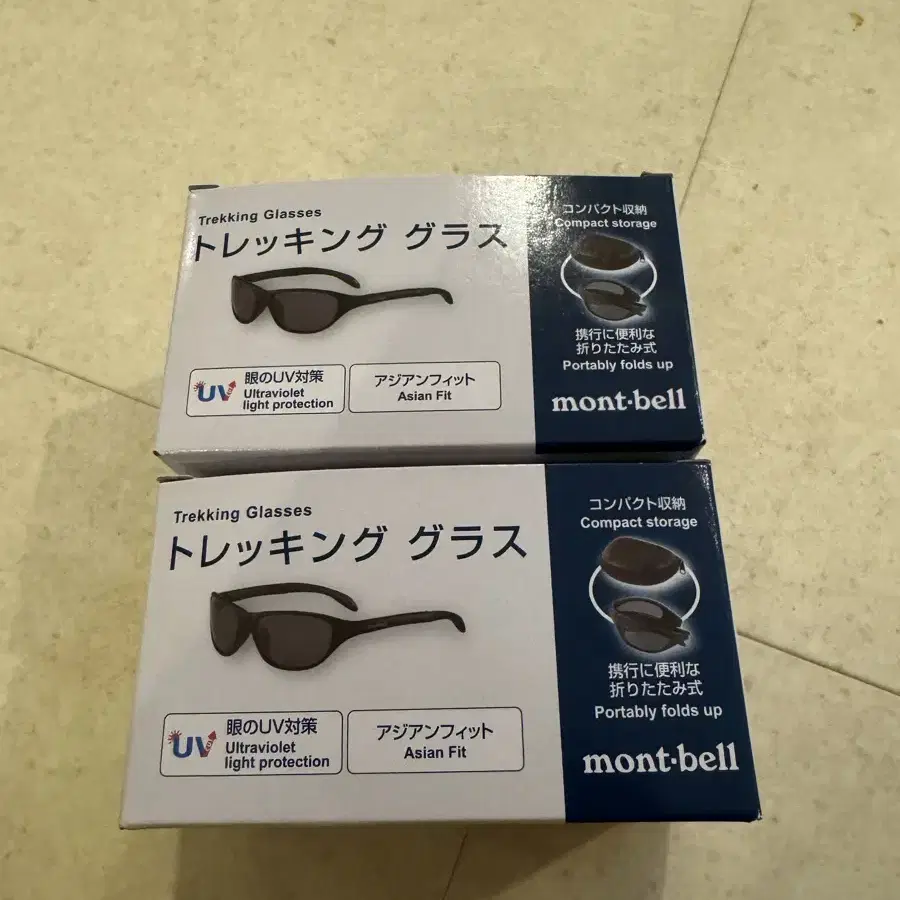 Trekking Glasses
トレッキング グラス
UV
眼のUV対策
Ultraviolet
light protection
アジアンフィット
Asian Fit
コンパクト収納
Compact storage
携行に便利な
折りたたみ式
Portably folds up
mont-bell
Trekking Glasses
トレッキング グラス
UV
眼のUV対策
Ultraviolet
light protection
アジアンフィット
Asian Fit
コンパクト収納
Compact storage
携行に便利な
折りたたみ式
Portably folds up
mont-bell